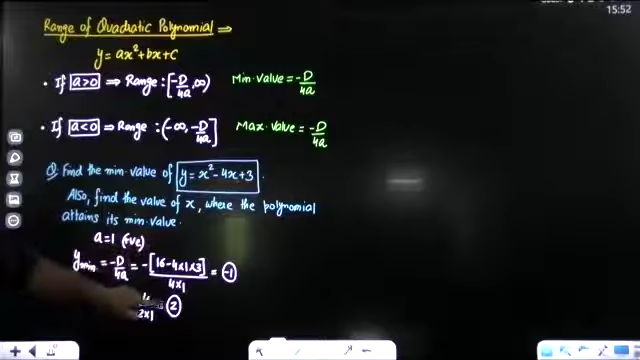 15:52
Range of Quadratic Polynomial ⇒
y = ax² + bx + c
• If a>0 ⇒ Range : [-D/4a, ∞) Min. value = -D/4a
• If a<0 ⇒ Range : (-∞, -D/4a] Max. value = -D/4a
Q. Find the min. value of y = x² - 4x + 3.
Also, find the value of x, where the polynomial
attains its min. value.
a = 1 (+ve)
y min = -D/4a = -[16 - 4×1×3]/4×1 = -1
2×1 2